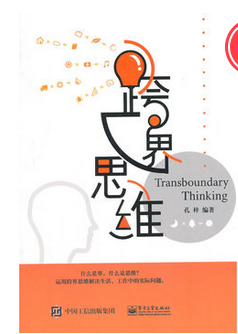 跨界
思维
Transboundary
Thinking
孔梓 编著
什么是事，什么是思维？
运用跨界思维解决生活、工作中的实际问题。
中国工信出版集团
电子工业出版社